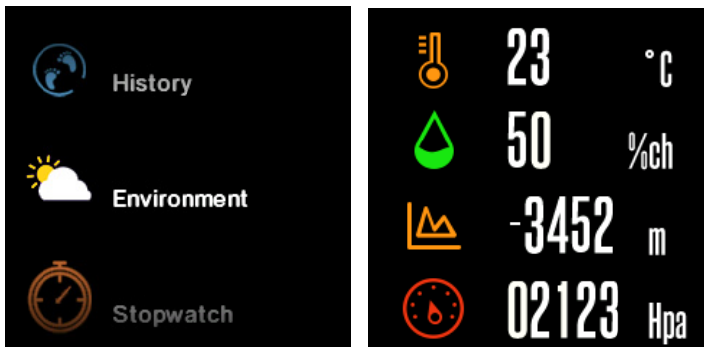 History
Environment
Stopwatch
23 °C
50 %ch
-3452 m
02123 Hpa